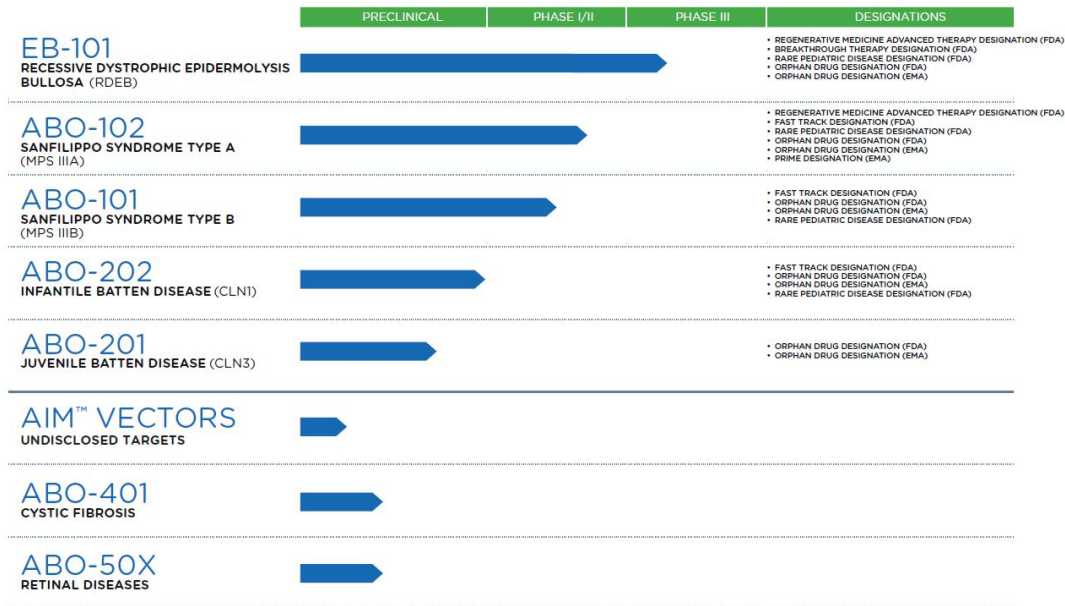 PRECLINICAL PHASE I/II PHASE III DESIGNATIONS
EB-101
RECESSIVE DYSTROPHIC EPIDERMOLYSIS
BULLOSA (RDEB)
• REGENERATIVE MEDICINE ADVANCED THERAPY DESIGNATION (FDA)
• BREAKTHROUGH THERAPY DESIGNATION (FDA)
• RARE PEDIATRIC DISEASE DESIGNATION (FDA)
• ORPHAN DRUG DESIGNATION (FDA)
• ORPHAN DRUG DESIGNATION (EMA)
ABO-102
SANFILIPPO SYNDROME TYPE A
(MPS IIIA)
• REGENERATIVE MEDICINE ADVANCED THERAPY DESIGNATION (FDA)
• FAST TRACK DESIGNATION (FDA)
• RARE PEDIATRIC DISEASE DESIGNATION (FDA)
• ORPHAN DRUG DESIGNATION (FDA)
• ORPHAN DRUG DESIGNATION (EMA)
• PRIME DESIGNATION (EMA)
ABO-101
SANFILIPPO SYNDROME TYPE B
(MPS IIIB)
• FAST TRACK DESIGNATION (FDA)
• ORPHAN DRUG DESIGNATION (FDA)
• ORPHAN DRUG DESIGNATION (EMA)
• RARE PEDIATRIC DISEASE DESIGNATION (FDA)
ABO-202
INFANTILE BATTEN DISEASE (CLN1)
• FAST TRACK DESIGNATION (FDA)
• ORPHAN DRUG DESIGNATION (FDA)
• ORPHAN DRUG DESIGNATION (EMA)
• RARE PEDIATRIC DISEASE DESIGNATION (FDA)
ABO-201
JUVENILE BATTEN DISEASE (CLN3)
• ORPHAN DRUG DESIGNATION (FDA)
• ORPHAN DRUG DESIGNATION (EMA)
AIM™ VECTORS
UNDISCLOSED TARGETS
ABO-401
CYSTIC FIBROSIS
ABO-50X
RETINAL DISEASES